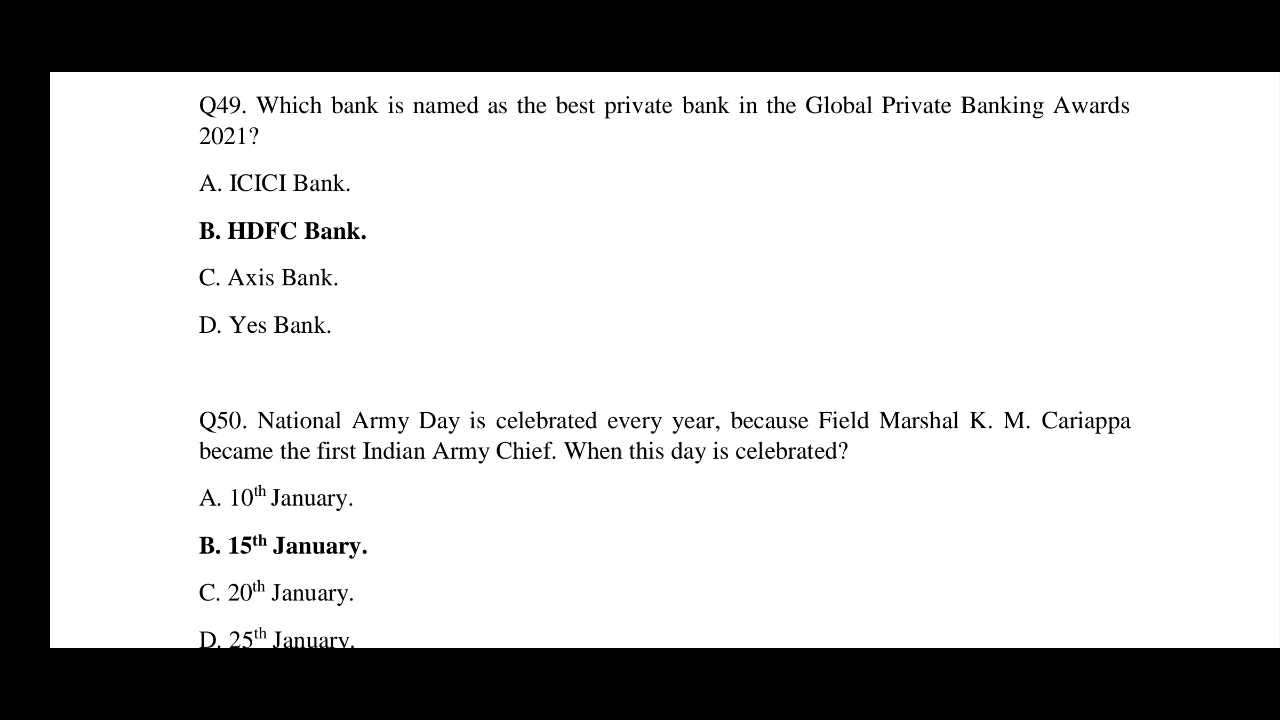 Q49. Which bank is named as the best private bank in the Global Private Banking Awards
2021?
A. ICICI Bank.
B. HDFC Bank.
C. Axis Bank.
D. Yes Bank.
Q50. National Army Day is celebrated every year, because Field Marshal K. M. Cariappa
became the first Indian Army Chief. When this day is celebrated?
A. 10th January.
B. 15th January.
C. 20th January.
D. 25th January.